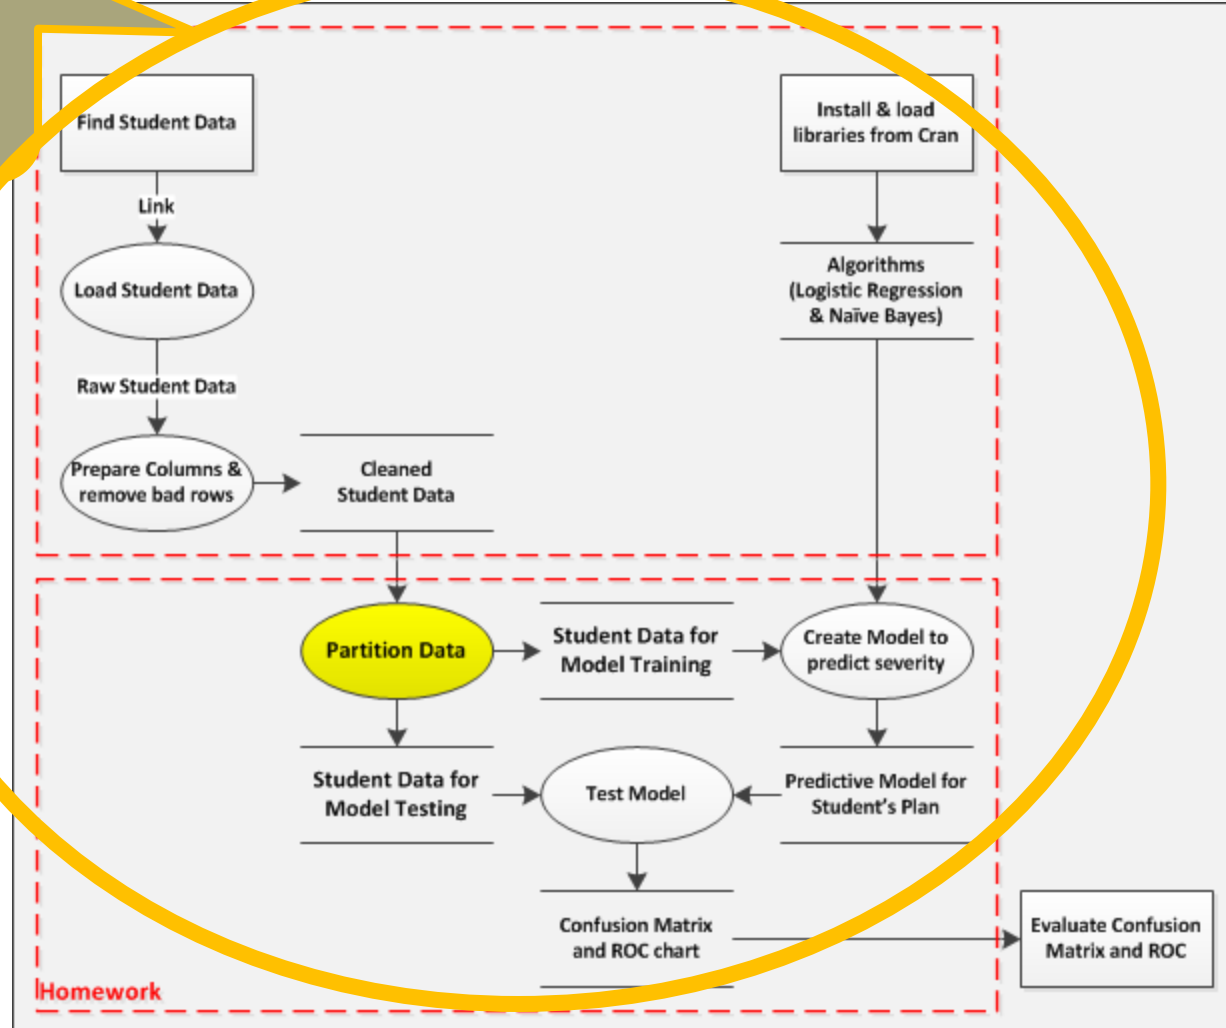 Find Student Data
Install & load
libraries from Cran
Link
Load Student Data
Algorithms
(Logistic Regression
& Naïve Bayes)
Raw Student Data
Prepare Columns &
remove bad rows
Cleaned
Student Data
Partition Data
Student Data for
Model Training
Create Model to
predict severity
Student Data for
Model Testing
Test Model
Predictive Model for
Student's Plan
Confusion Matrix
and ROC chart
Evaluate Confusion
Matrix and ROC
Homework